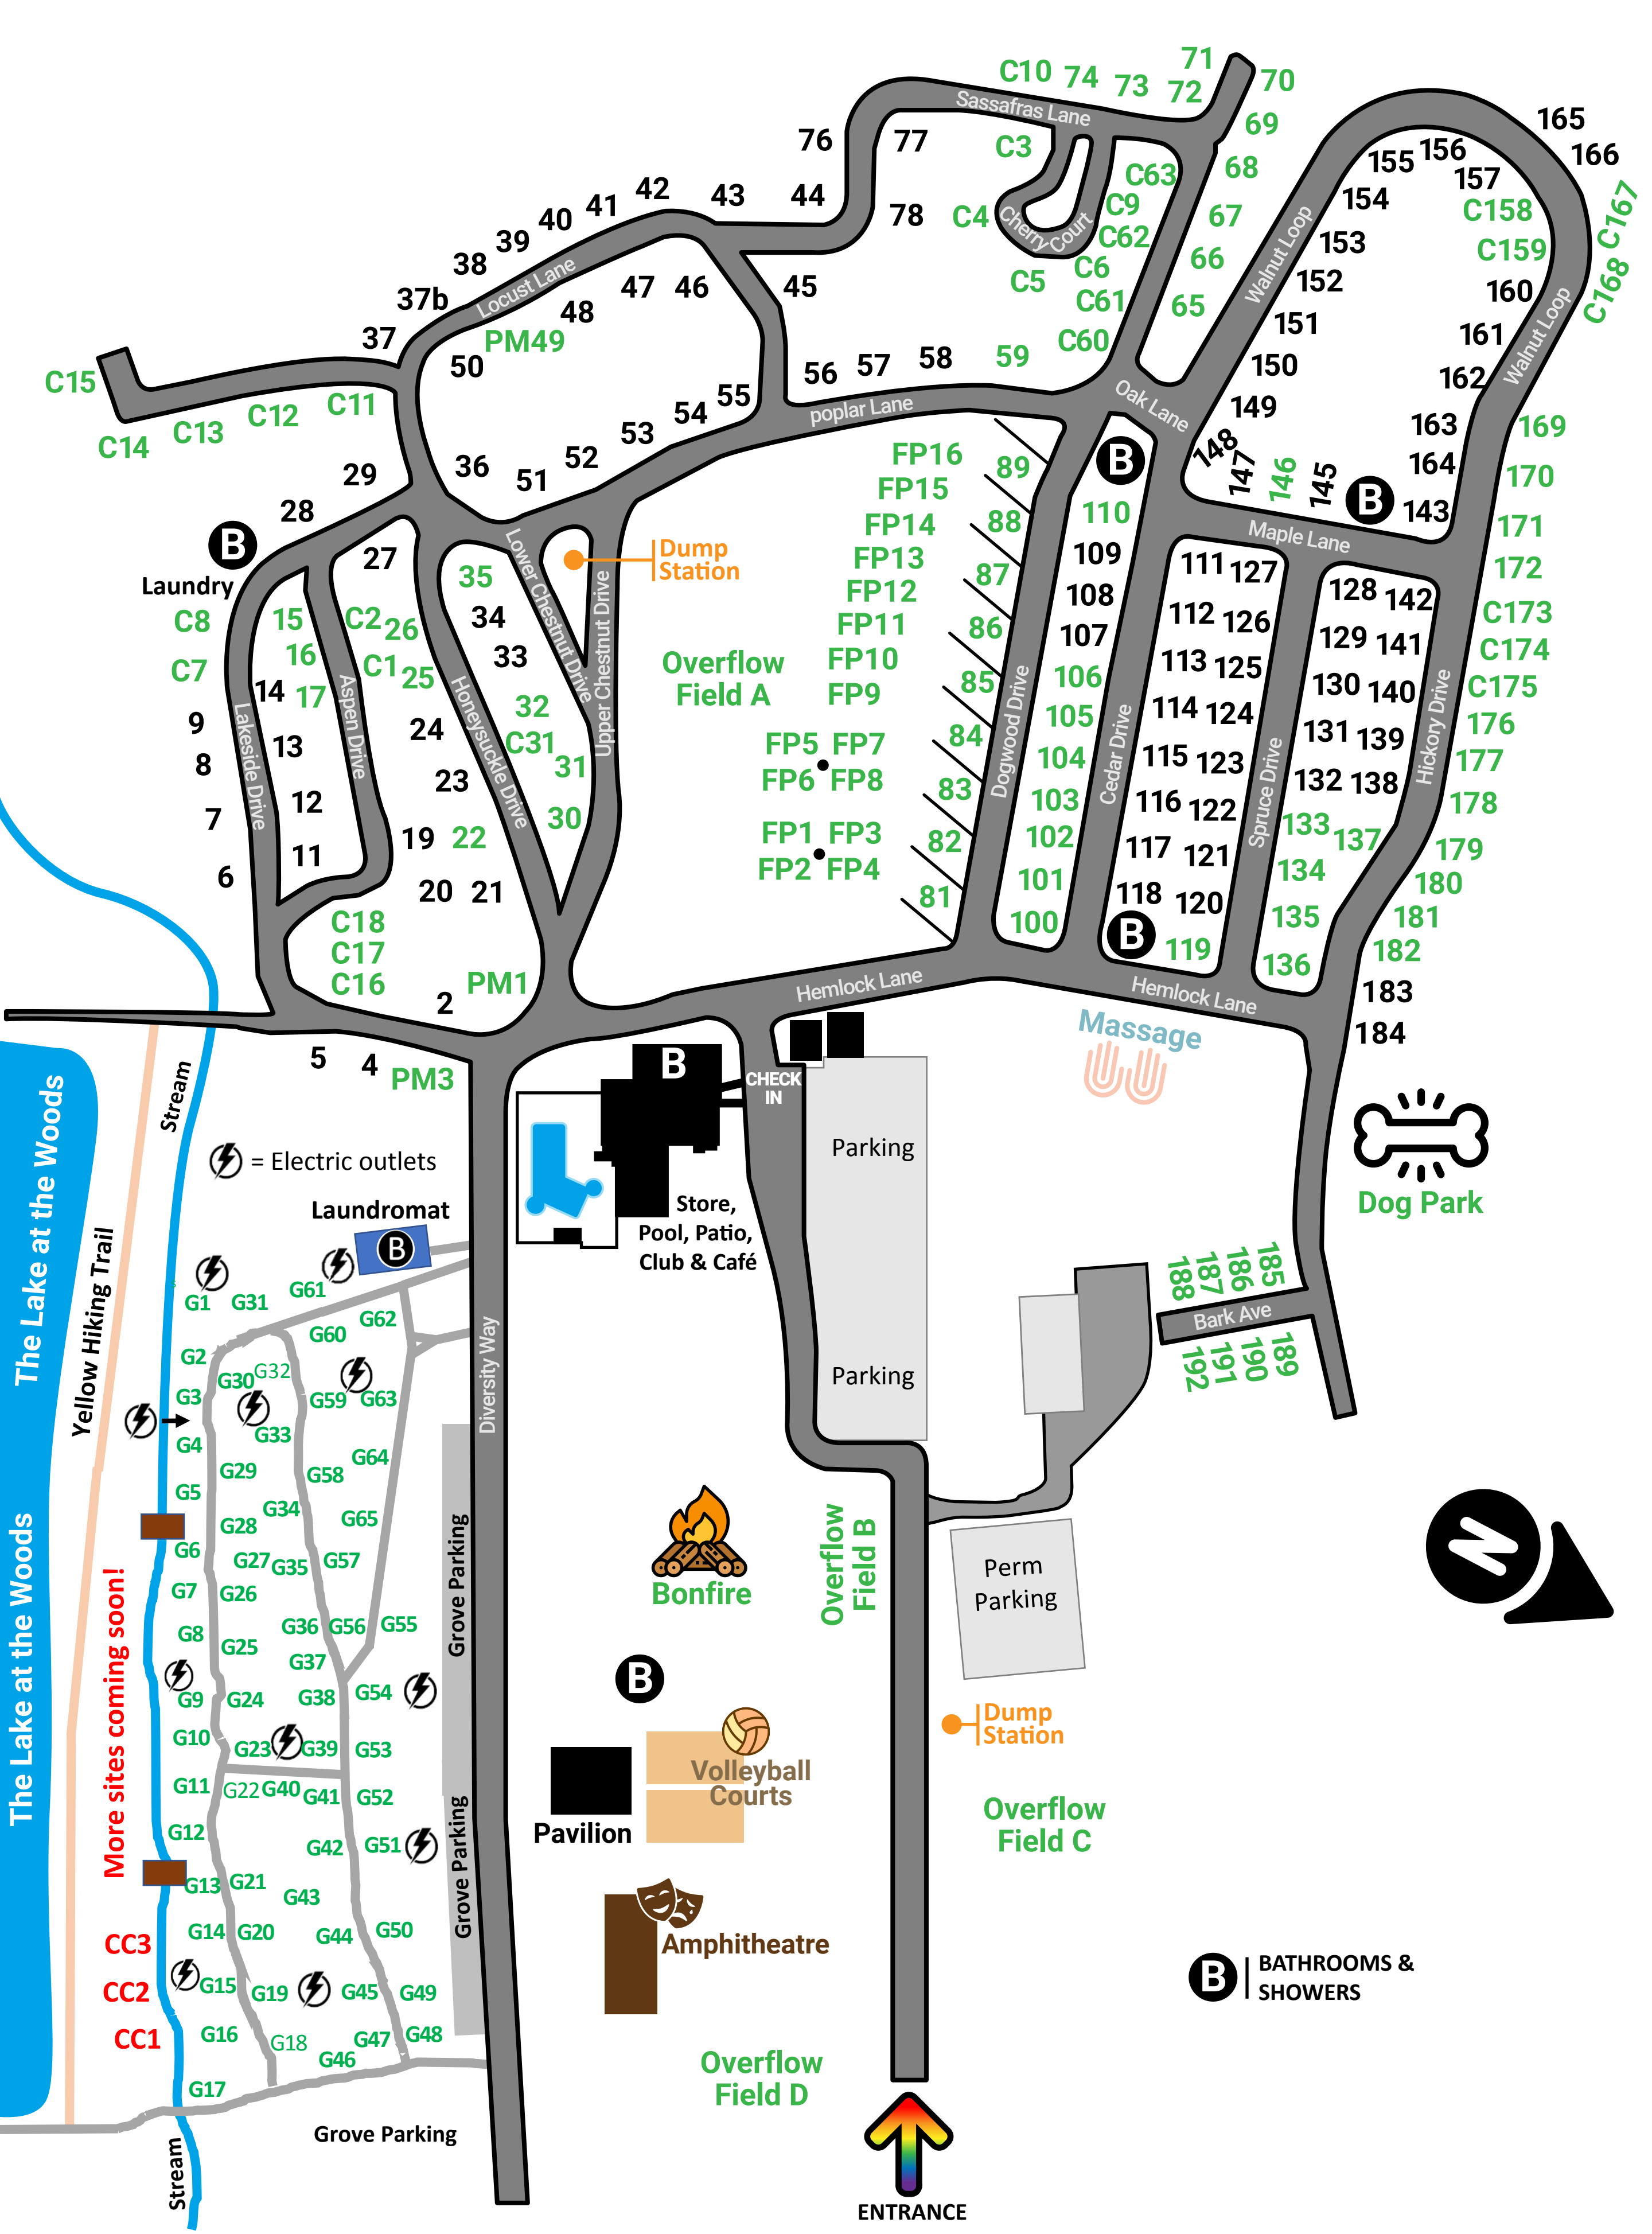 71
70
C10 74 73 72
Sassafras Lane
69
76
77
C3
68
C63
C9
C62
67
C4
Cherry Court
C5
C6
C61
66
65
C60
59
78
37
37b
38
39
40
41
42
43
44
Locust Lane
45
46
47
48
PM49
50
C15
C14
C13
C12
C11
36
51
52
53
54
55
56
57
58
poplar Lane
Oak Lane
165
166
C167
C168
155
156
157
C158
C159
154
153
152
151
150
149
148
147
146
145
B
143
160
161
162
163
164
Walnut Loop
Walnut Loop
Maple Lane
169
170
171
172
C173
C174
C175
176
177
178
179
180
181
182
183
184
29
28
B
Laundry
27
C8
C7
9
8
7
6
15
16
17
14
13
12
11
Lakeside Drive
Aspen Drive
C2
26
C1
25
24
23
19
22
20
21
C18
C17
C16
2
PM1
Honeysuckle Drive
35
34
33
32
C31
31
30
Lower Chestnut Drive
Upper Chestnut Drive
Dump
Station
Overflow
Field A
FP16
FP15
FP14
FP13
FP12
FP11
FP10
FP9
FP5 FP7
FP6 FP8
FP1 FP3
FP2 FP4
89
88
87
86
85
84
83
82
81
Dogwood Drive
B
110
109
108
107
106
105
104
103
102
101
100
Cedar Drive
111 127
112 126
113 125
114 124
115 123
116 122
117 121
118 120
B
119
Spruce Drive
128 142
129 141
130 140
131 139
132 138
133 137
134
135
136
Hickory Drive
Hemlock Lane
Hemlock Lane
5
4
PM3
B
CHECK
IN
Massage
Parking
Parking
Dog Park
Store,
Pool, Patio,
Club & Café
Stream
= Electric outlets
Laundromat
B
The Lake at the Woods
The Lake at the Woods
Yellow Hiking Trail
More sites coming soon!
188
187
186
185
Bark Ave
192
191
190
189
Diversity Way
Grove Parking
Grove Parking
G1
G31
G61
G62
G60
G2
G30
G32
G3
G59
G63
G33
G4
G29
G58
G64
G5
G34
G65
G28
G6
G27
G35
G57
G7
G26
G8
G25
G36
G56
G55
G37
G9
G24
G38
G54
G10
G23
G39
G53
G11
G22
G40
G41
G52
G12
G42
G51
G13
G21
G43
G14
G20
G44
G50
CC3
G15
G19
G45
G49
CC2
G16
G18
G47
G48
CC1
G46
G17
Grove Parking
Stream
Bonfire
Overflow
Field B
Perm
Parking
N
B
Dump
Station
Volleyball
Courts
Pavilion
Overflow
Field C
Amphitheatre
B
BATHROOMS &
SHOWERS
Overflow
Field D
ENTRANCE